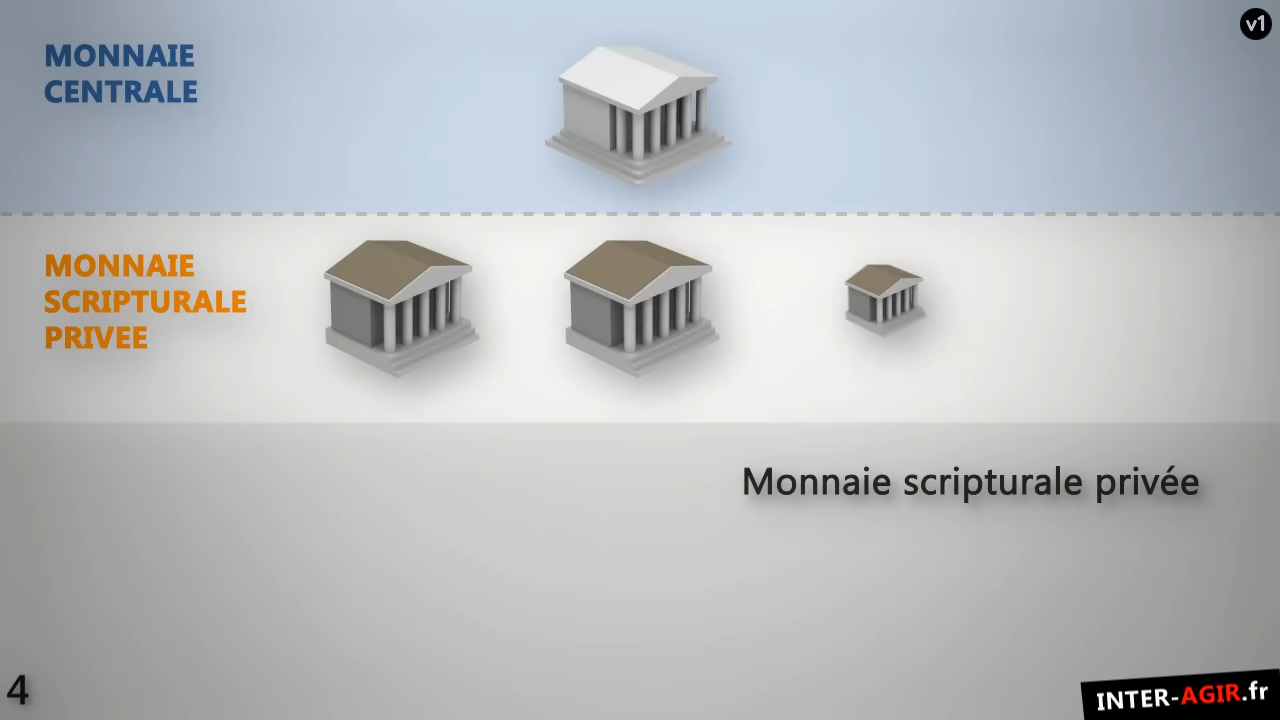 v1
MONNAIE
CENTRALE
MONNAIE
SCRIPTURALE
PRIVEE
Monnaie scripturale privée
4
INTER-AGIR.fr